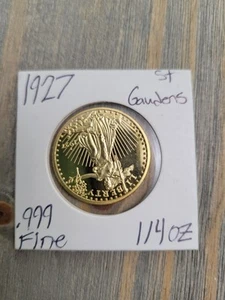 1927
St
Gaudens
LIBERTY
.999
Fine
1/4 oz